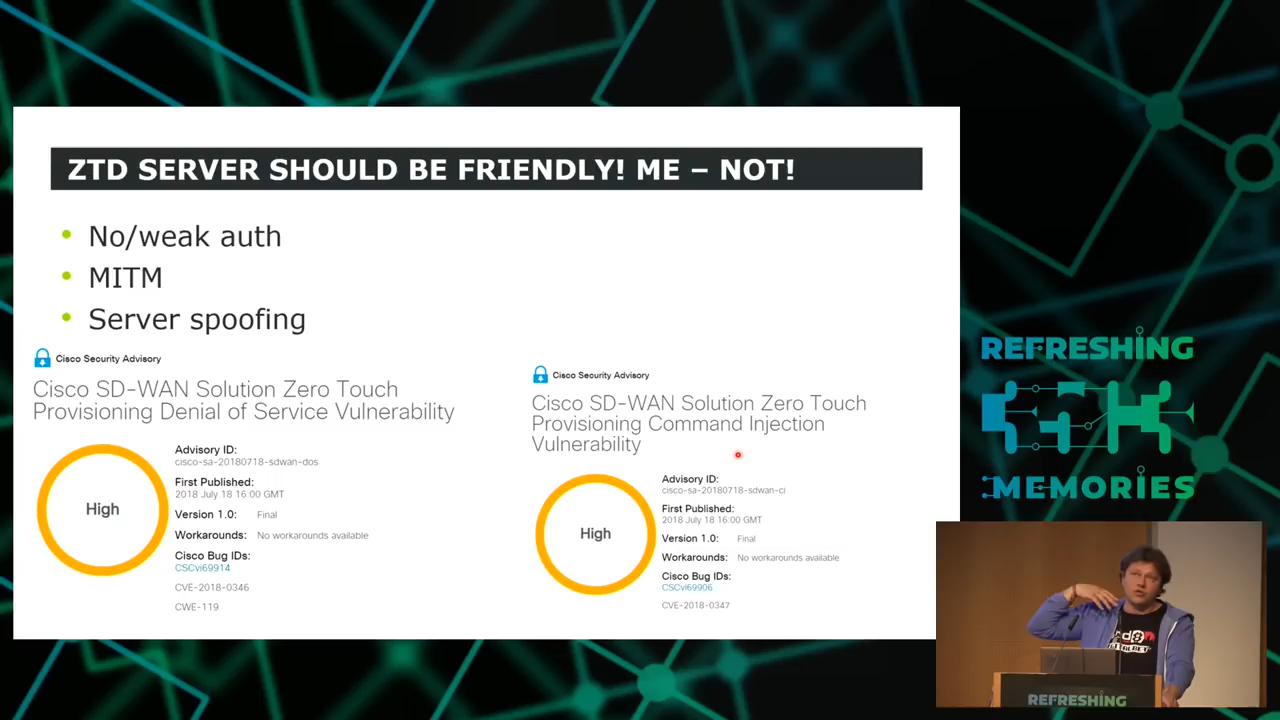 ZTD SERVER SHOULD BE FRIENDLY! ME – NOT!
• No/weak auth
• MITM
• Server spoofing
Cisco Security Advisory
Cisco SD-WAN Solution Zero Touch
Provisioning Denial of Service Vulnerability
High
Advisory ID:
cisco-sa-20180718-sdwan-dos
First Published:
2018 July 18 16:00 GMT
Version 1.0: Final
Workarounds: No workarounds available
Cisco Bug IDs:
CSCvi69914
CVE-2018-0346
CWE-119
Cisco Security Advisory
Cisco SD-WAN Solution Zero Touch
Provisioning Command Injection
Vulnerability
High
Advisory ID:
cisco-sa-20180718-sdwan-ci
First Published:
2018 July 18 16:00 GMT
Version 1.0: Final
Workarounds: No workarounds available
Cisco Bug IDs:
CSCvi69906
CVE-2018-0347
REFRESHING
MEMORIES
REFRESHING